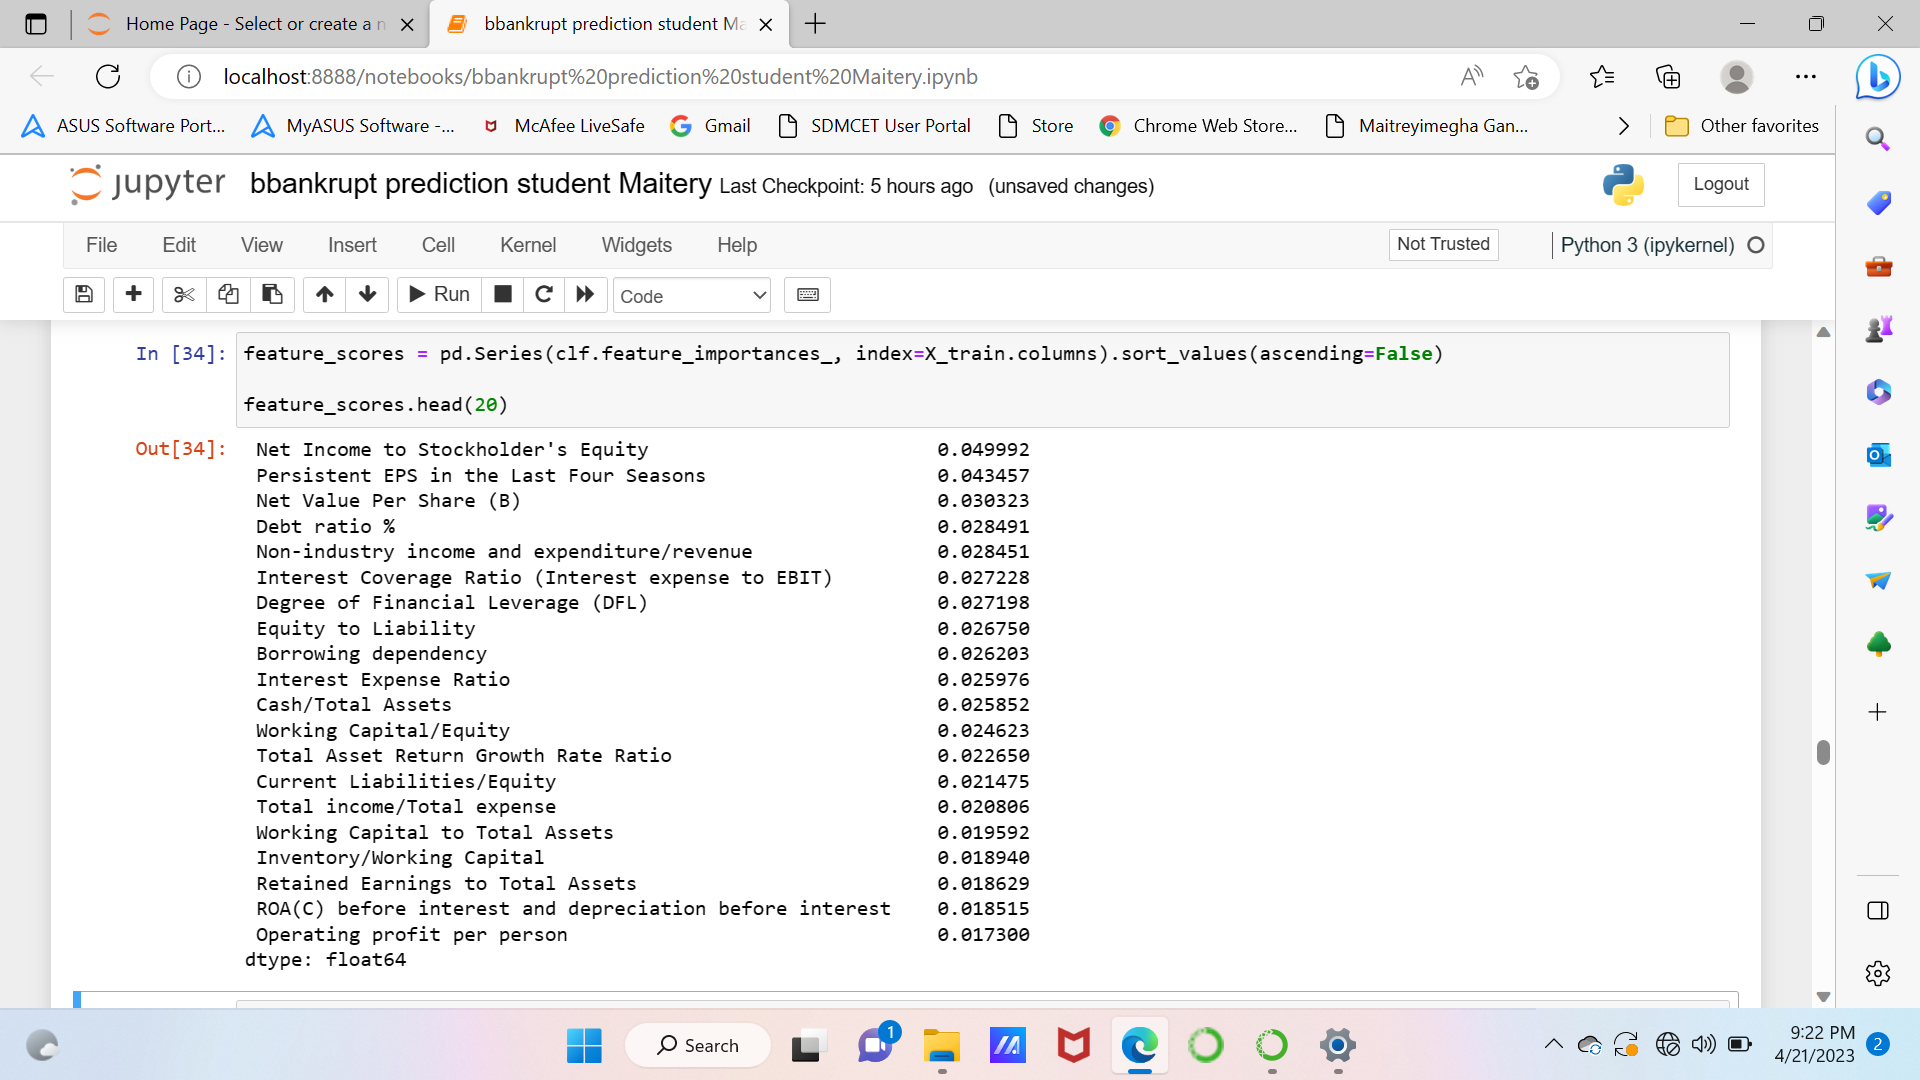 Home Page - Select or create a n
bbankrupt prediction student Ma
localhost:8888/notebooks/bbankrupt%20prediction%20student%20Maitery.ipynb
ASUS Software Port...
MyASUS Software -...
McAfee LiveSafe
Gmail
SDMCET User Portal
Store
Chrome Web Store...
Maitreyimegha Gan...
Other favorites
jupyter bbankrupt prediction student Maitery Last Checkpoint: 5 hours ago (unsaved changes)
Logout
File Edit View Insert Cell Kernel Widgets Help
Not Trusted
Python 3 (ipykernel)
Run
Code
In [34]: feature_scores = pd.Series(clf.feature_importances_, index=X_train.columns).sort_values(ascending=False)
feature_scores.head(20)
Out[34]: Net Income to Stockholder's Equity 0.049992
Persistent EPS in the Last Four Seasons 0.043457
Net Value Per Share (B) 0.030323
Debt ratio % 0.028491
Non-industry income and expenditure/revenue 0.028451
Interest Coverage Ratio (Interest expense to EBIT) 0.027228
Degree of Financial Leverage (DFL) 0.027198
Equity to Liability 0.026750
Borrowing dependency 0.026203
Interest Expense Ratio 0.025976
Cash/Total Assets 0.025852
Working Capital/Equity 0.024623
Total Asset Return Growth Rate Ratio 0.022650
Current Liabilities/Equity 0.021475
Total income/Total expense 0.020806
Working Capital to Total Assets 0.019592
Inventory/Working Capital 0.018940
Retained Earnings to Total Assets 0.018629
ROA(C) before interest and depreciation before interest 0.018515
Operating profit per person 0.017300
dtype: float64
Search
1
9:22 PM
4/21/2023
2